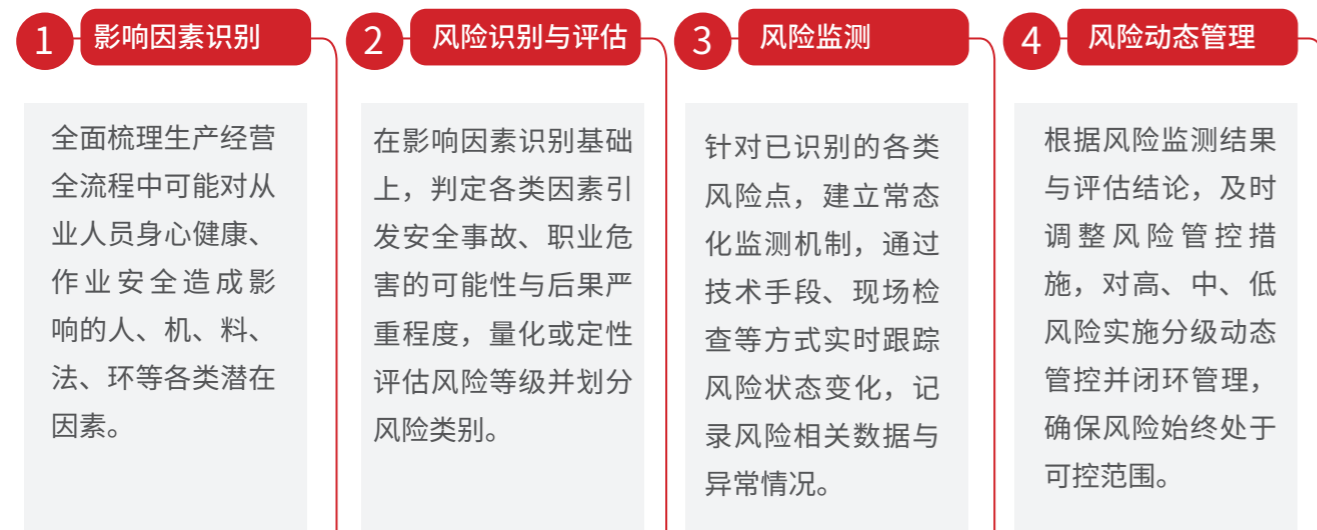 1 影响因素识别
全面梳理生产经营
全流程中可能对从
业人员身心健康、
作业安全造成影
响的人、机、料、
法、环等各类潜在
因素。
2 风险识别与评估
在影响因素识别基础
上，判定各类因素引
发安全事故、职业危
害的可能性与后果严
重程度，量化或定性
评估风险等级并划分
风险类别。
3 风险监测
针对已识别的各类
风险点，建立常态
化监测机制，通过
技术手段、现场检
查等方式实时跟踪
风险状态变化，记
录风险相关数据与
异常情况。
4 风险动态管理
根据风险监测结果
与评估结论，及时
调整风险管控措
施，对高、中、低
风险实施分级动态
管控并闭环管理，
确保风险始终处于
可控范围。